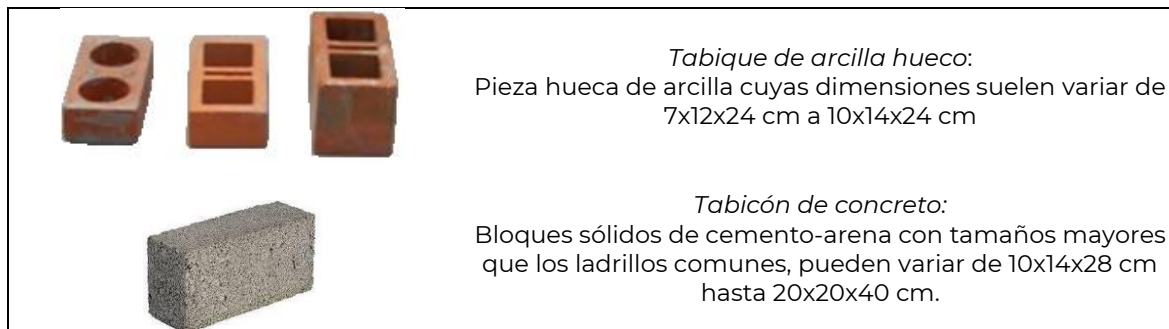 Tabique de arcilla hueco:
Pieza hueca de arcilla cuyas dimensiones suelen variar de
7x12x24 cm a 10x14x24 cm
Tabicón de concreto:
Bloques sólidos de cemento-arena con tamaños mayores
que los ladrillos comunes, pueden variar de 10x14x28 cm
hasta 20x20x40 cm.